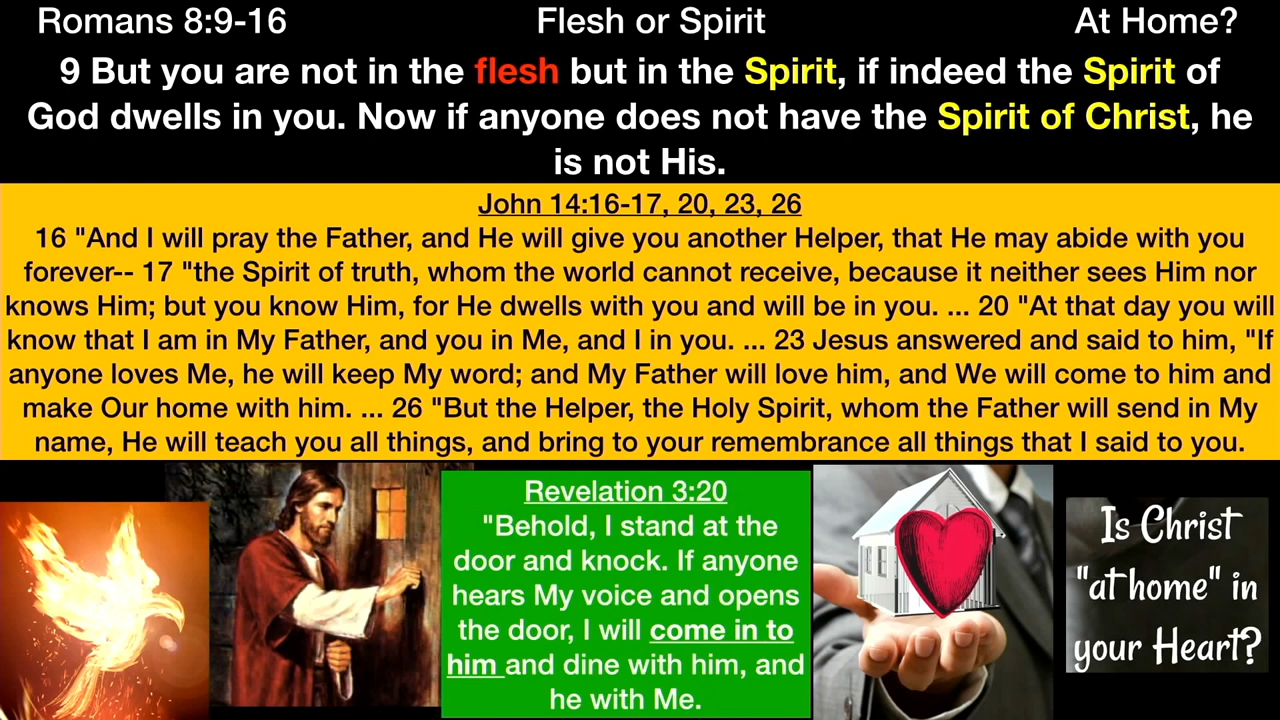 Romans 8:9-16 Flesh or Spirit At Home?
9 But you are not in the flesh but in the Spirit, if indeed the Spirit of
God dwells in you. Now if anyone does not have the Spirit of Christ, he
is not His.
John 14:16-17, 20, 23, 26
16 "And I will pray the Father, and He will give you another Helper, that He may abide with you
forever-- 17 "the Spirit of truth, whom the world cannot receive, because it neither sees Him nor
knows Him; but you know Him, for He dwells with you and will be in you. ... 20 "At that day you will
know that I am in My Father, and you in Me, and I in you. ... 23 Jesus answered and said to him, "If
anyone loves Me, he will keep My word; and My Father will love him, and We will come to him and
make Our home with him. ... 26 "But the Helper, the Holy Spirit, whom the Father will send in My
name, He will teach you all things, and bring to your remembrance all things that I said to you.
Revelation 3:20
"Behold, I stand at the
door and knock. If anyone
hears My voice and opens
the door, I will come in to
him and dine with him, and
he with Me.
Is Christ
"at home" in
your Heart?